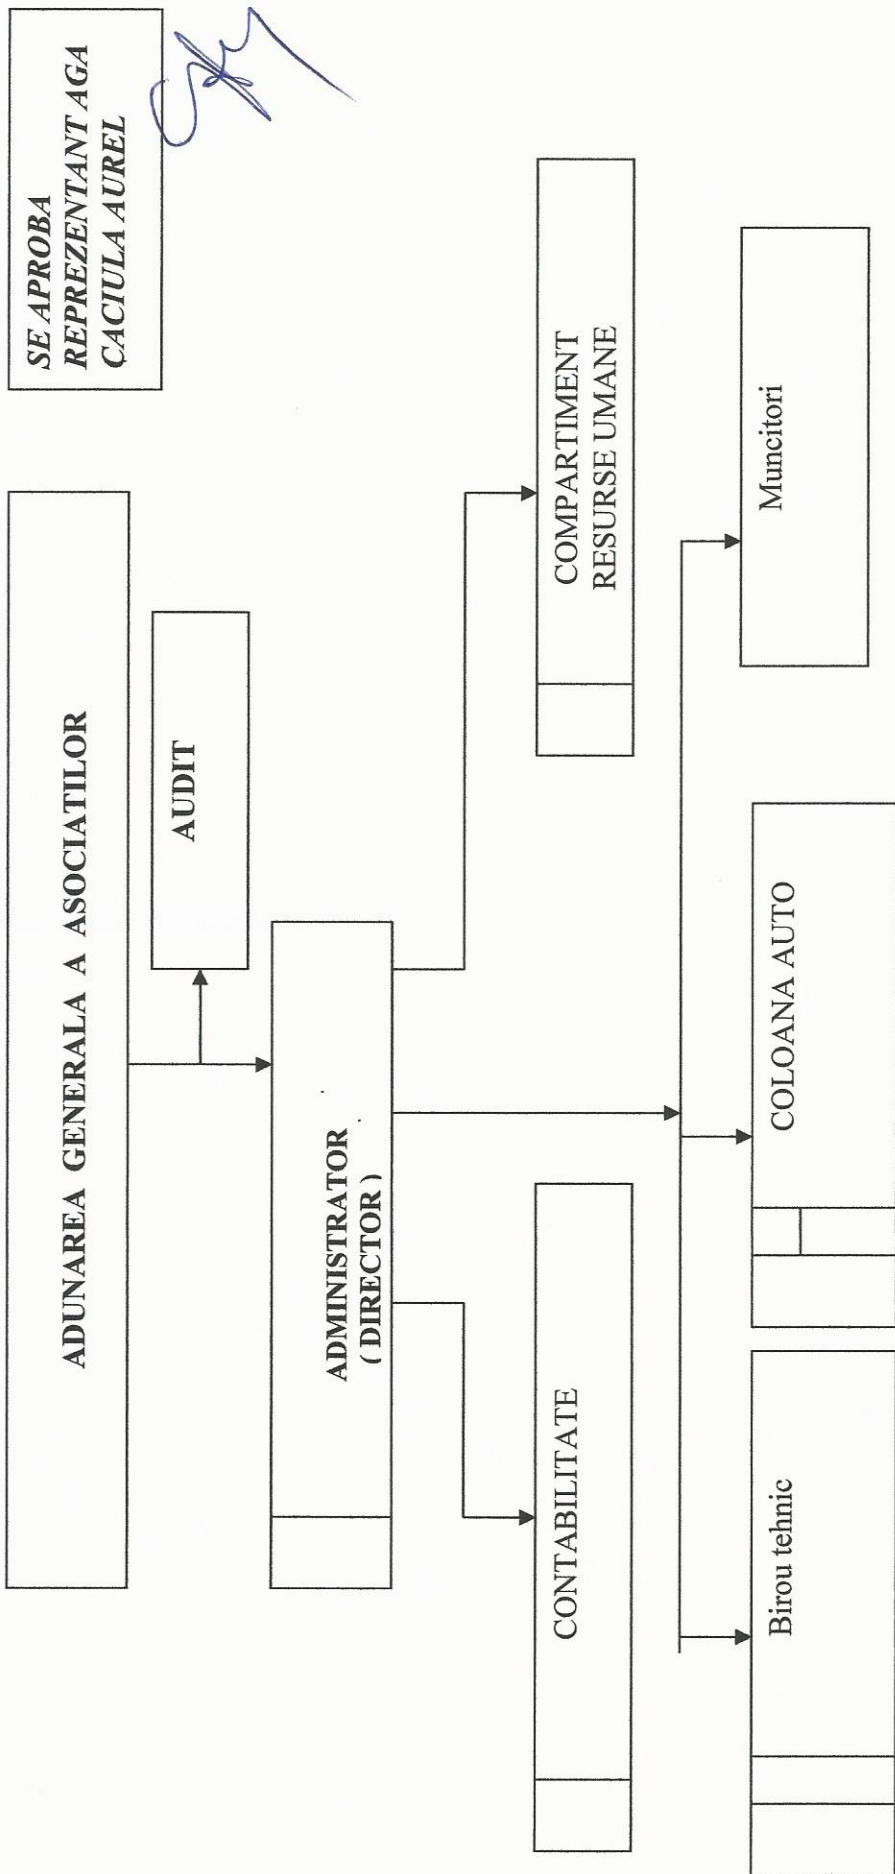 SE APROBA
REPREZENTANT AGA
CACIULA AUREL
ADUNAREA GENERALA A ASOCIATILOR
AUDIT
ADMINISTRATOR
( DIRECTOR )
CONTABILITATE
COMPARTIMENT
RESURSE UMANE
Birou tehnic
COLOANA AUTO
Muncitori